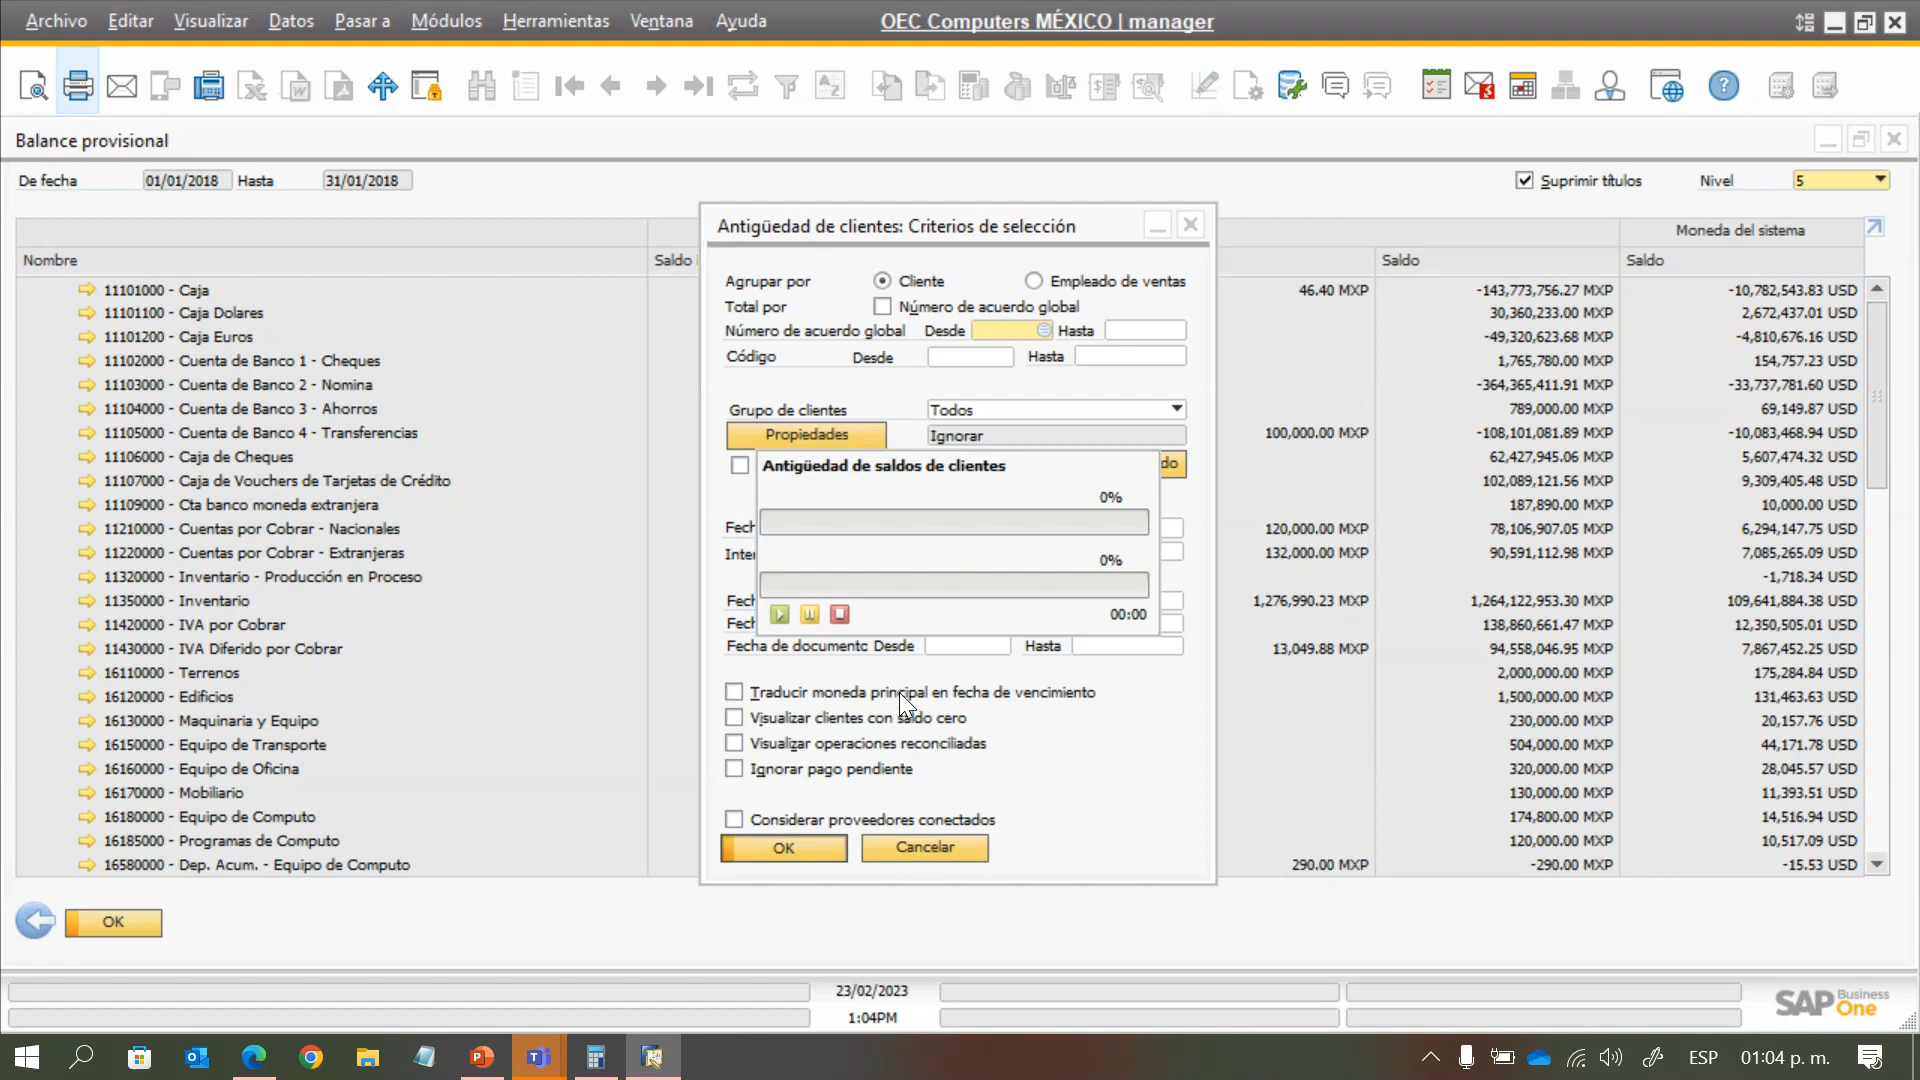 Archivo Editar Visualizar Datos Pasar a Módulos Herramientas Ventana Ayuda OEC Computers MÉXICO | manager
Balance provisional
De fecha 01/01/2018 Hasta 31/01/2018 Suprimir títulos Nivel 5
Moneda del sistema
Nombre Saldo Saldo Saldo
11101000 - Caja 46.40 MXP -143,773,756.27 MXP -10,782,543.83 USD
11101100 - Caja Dolares 30,360,233.00 MXP 2,672,437.01 USD
11101200 - Caja Euros -49,320,623.68 MXP -4,810,676.16 USD
11102000 - Cuenta de Banco 1 - Cheques 1,765,780.00 MXP 154,757.23 USD
11103000 - Cuenta de Banco 2 - Nomina -364,365,411.91 MXP -33,737,781.60 USD
11104000 - Cuenta de Banco 3 - Ahorros 789,000.00 MXP 69,149.87 USD
11105000 - Cuenta de Banco 4 - Transferencias 100,000.00 MXP -108,101,081.89 MXP -10,083,468.94 USD
11106000 - Caja de Cheques 62,427,945.06 MXP 5,607,474.32 USD
11107000 - Caja de Vouchers de Tarjetas de Crédito 102,089,121.56 MXP 9,309,405.48 USD
11109000 - Cta banco moneda extranjera 187,890.00 MXP 10,000.00 USD
11210000 - Cuentas por Cobrar - Nacionales 120,000.00 MXP 78,106,907.05 MXP 6,294,147.75 USD
11220000 - Cuentas por Cobrar - Extranjeras 132,000.00 MXP 90,591,112.98 MXP 7,085,265.09 USD
11320000 - Inventario - Producción en Proceso -1,718.34 USD
11350000 - Inventario 1,276,990.23 MXP 1,264,122,953.30 MXP 109,641,884.38 USD
11420000 - IVA por Cobrar 138,860,661.47 MXP 12,350,505.01 USD
11430000 - IVA Diferido por Cobrar 13,049.88 MXP 94,558,046.95 MXP 7,867,452.25 USD
16110000 - Terrenos 2,000,000.00 MXP 175,284.84 USD
16120000 - Edificios 1,500,000.00 MXP 131,463.63 USD
16130000 - Maquinaria y Equipo 230,000.00 MXP 20,157.76 USD
16150000 - Equipo de Transporte 504,000.00 MXP 44,171.78 USD
16160000 - Equipo de Oficina 320,000.00 MXP 28,045.57 USD
16170000 - Mobiliario 130,000.00 MXP 11,393.51 USD
16180000 - Equipo de Computo 174,800.00 MXP 14,516.94 USD
16185000 - Programas de Computo 120,000.00 MXP 10,517.09 USD
16580000 - Dep. Acum. - Equipo de Computo 290.00 MXP -290.00 MXP -15.53 USD
OK
Antigüedad de clientes: Criterios de selección
Agrupar por Cliente Empleado de ventas
Total por Número de acuerdo global
Número de acuerdo global Desde Hasta
Código Desde Hasta
Grupo de clientes Todos
Propiedades Ignorar
do
Antigüedad de saldos de clientes
0%
Fech
Inter
0%
Fech
Fech 00:00
Fecha de documento Desde Hasta
Traducir moneda principal en fecha de vencimiento
Visualizar clientes con saldo cero
Visualizar operaciones reconciliadas
Ignorar pago pendiente
Considerar proveedores conectados
OK Cancelar
23/02/2023
1:04PM
SAP Business One
ESP 01:04 p. m.